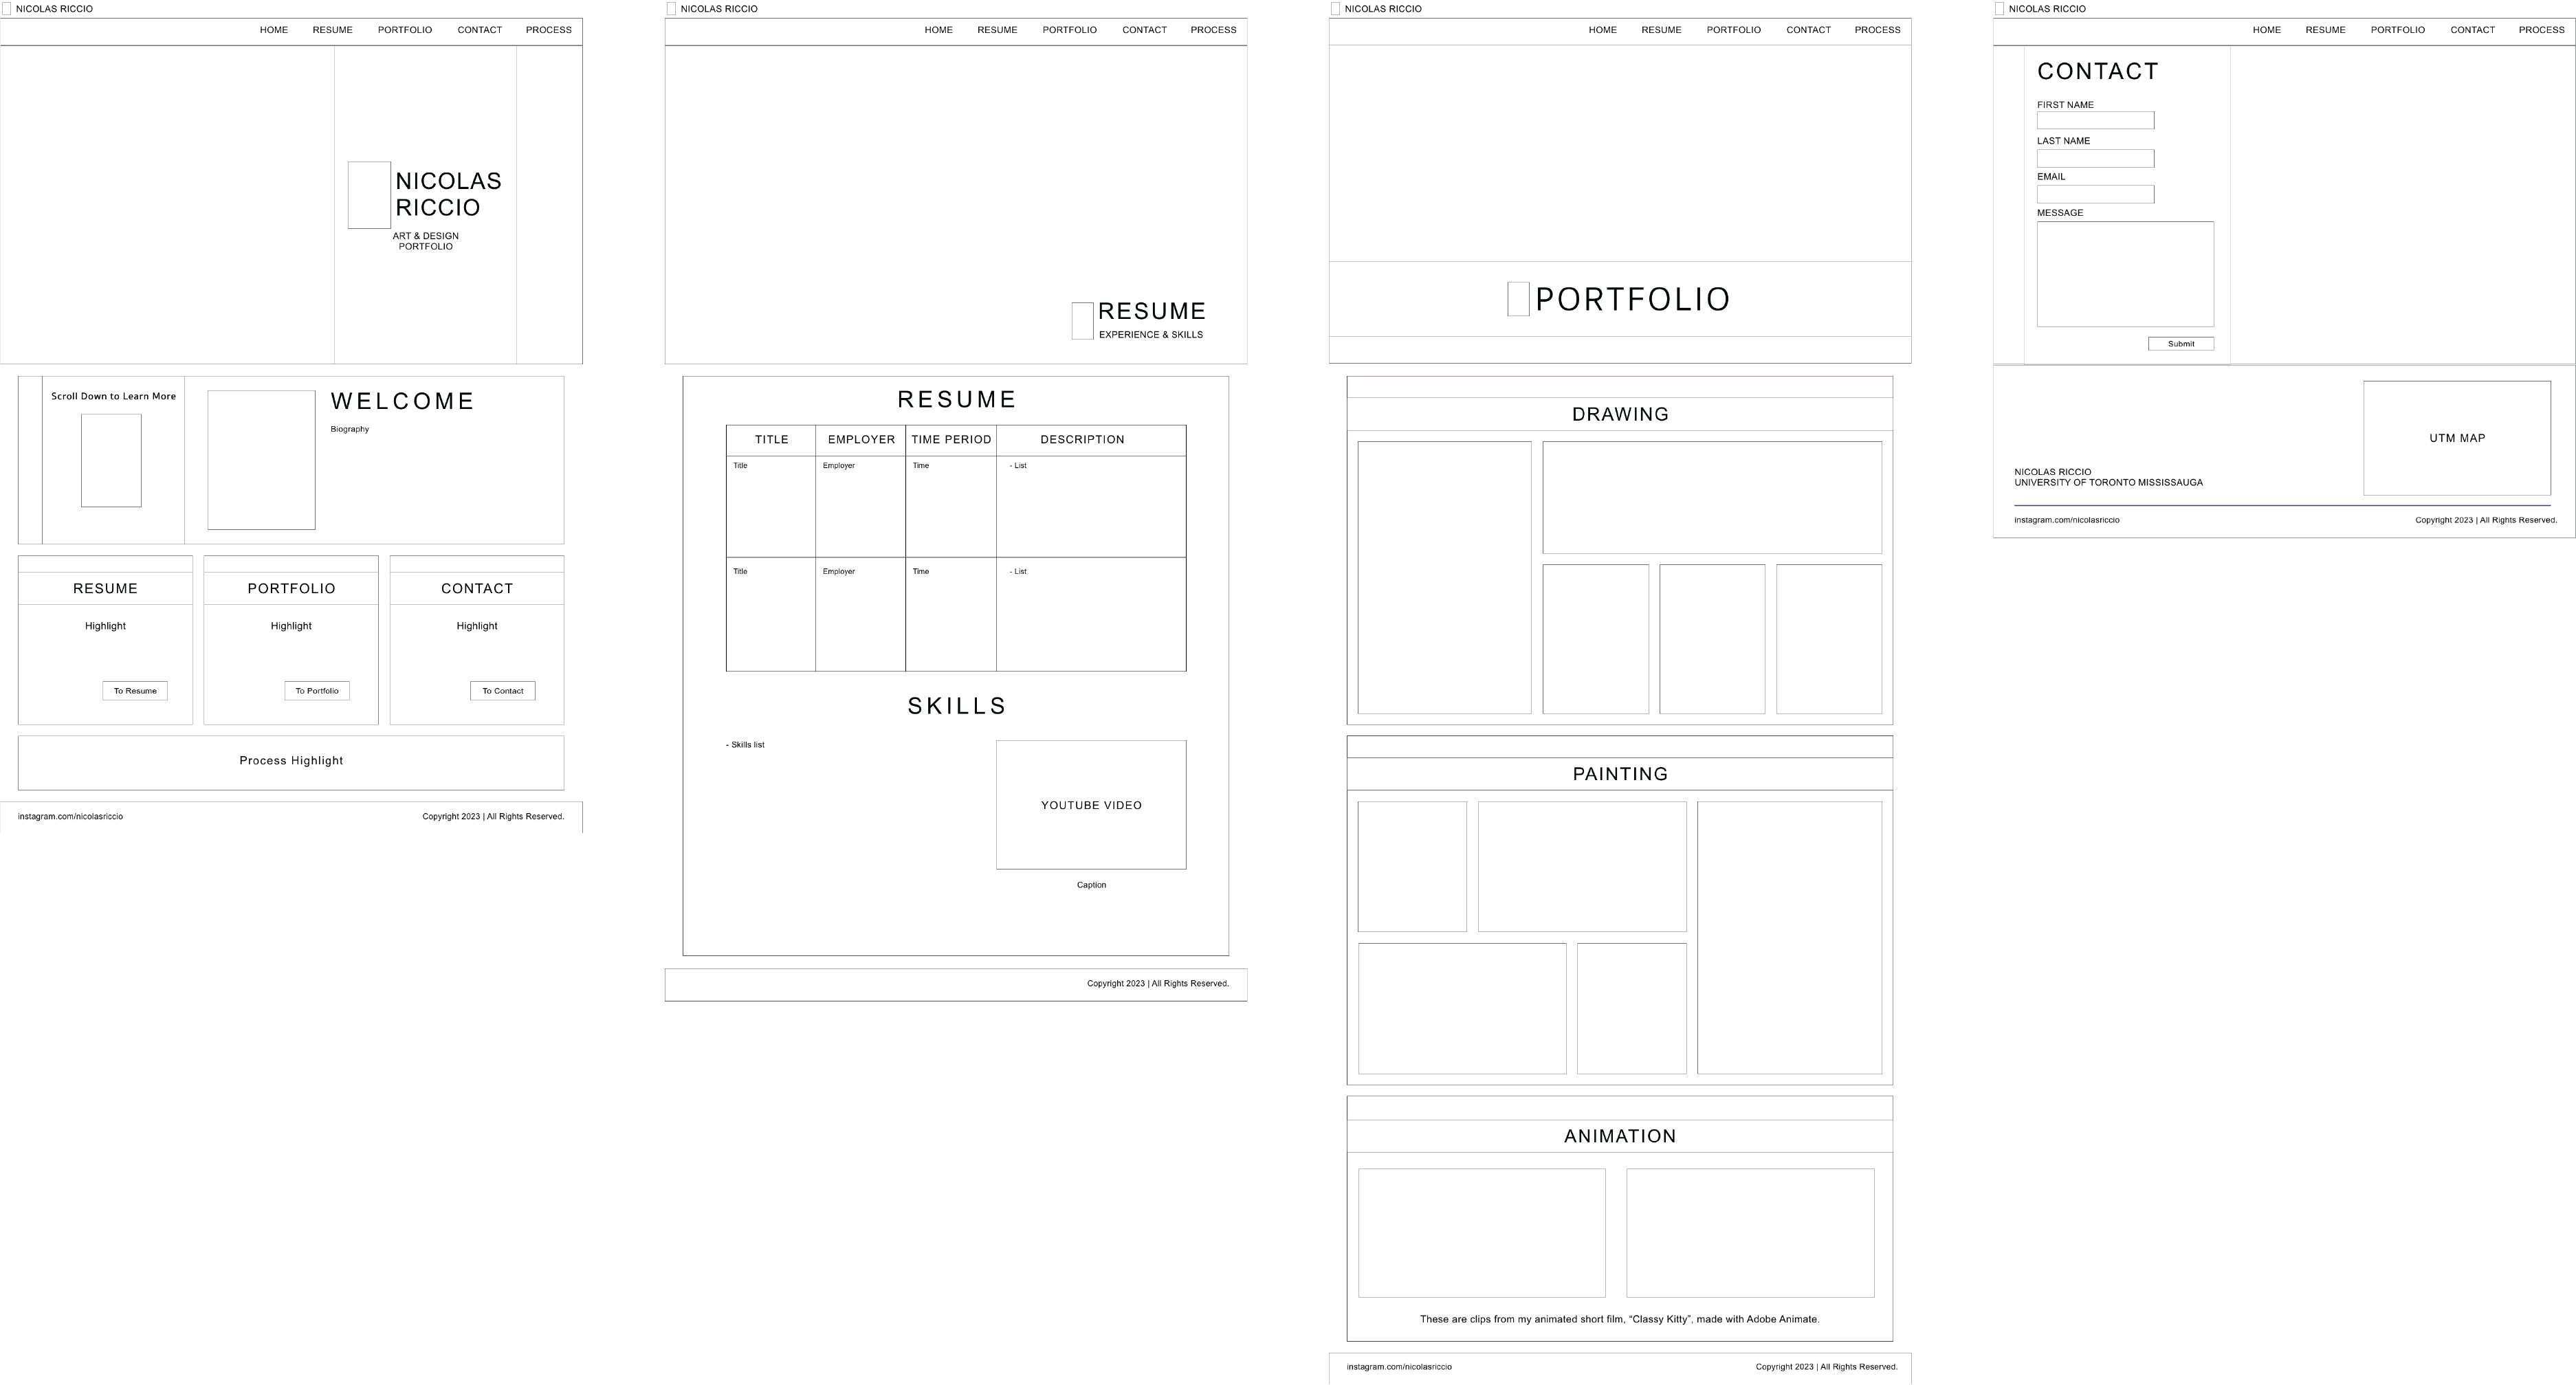 NICOLAS RICCIO
HOME RESUME PORTFOLIO CONTACT PROCESS
NICOLAS
RICCIO
ART & DESIGN
PORTFOLIO
Scroll Down to Learn More
WELCOME
Biography
RESUME PORTFOLIO CONTACT
Highlight Highlight Highlight
To Resume To Portfolio To Contact
Process Highlight
instagram.com/nicolasriccio Copyright 2023 | All Rights Reserved.
NICOLAS RICCIO
HOME RESUME PORTFOLIO CONTACT PROCESS
RESUME
EXPERIENCE & SKILLS
RESUME
TITLE EMPLOYER TIME PERIOD DESCRIPTION
Title Employer Time - List
Title Employer Time - List
SKILLS
- Skills list
YOUTUBE VIDEO
Caption
Copyright 2023 | All Rights Reserved.
NICOLAS RICCIO
HOME RESUME PORTFOLIO CONTACT PROCESS
PORTFOLIO
DRAWING
PAINTING
ANIMATION
These are clips from my animated short film, “Classy Kitty”, made with Adobe Animate.
instagram.com/nicolasriccio Copyright 2023 | All Rights Reserved.
NICOLAS RICCIO
HOME RESUME PORTFOLIO CONTACT PROCESS
CONTACT
FIRST NAME
LAST NAME
EMAIL
MESSAGE
Submit
UTM MAP
NICOLAS RICCIO
UNIVERSITY OF TORONTO MISSISSAUGA
instagram.com/nicolasriccio Copyright 2023 | All Rights Reserved.